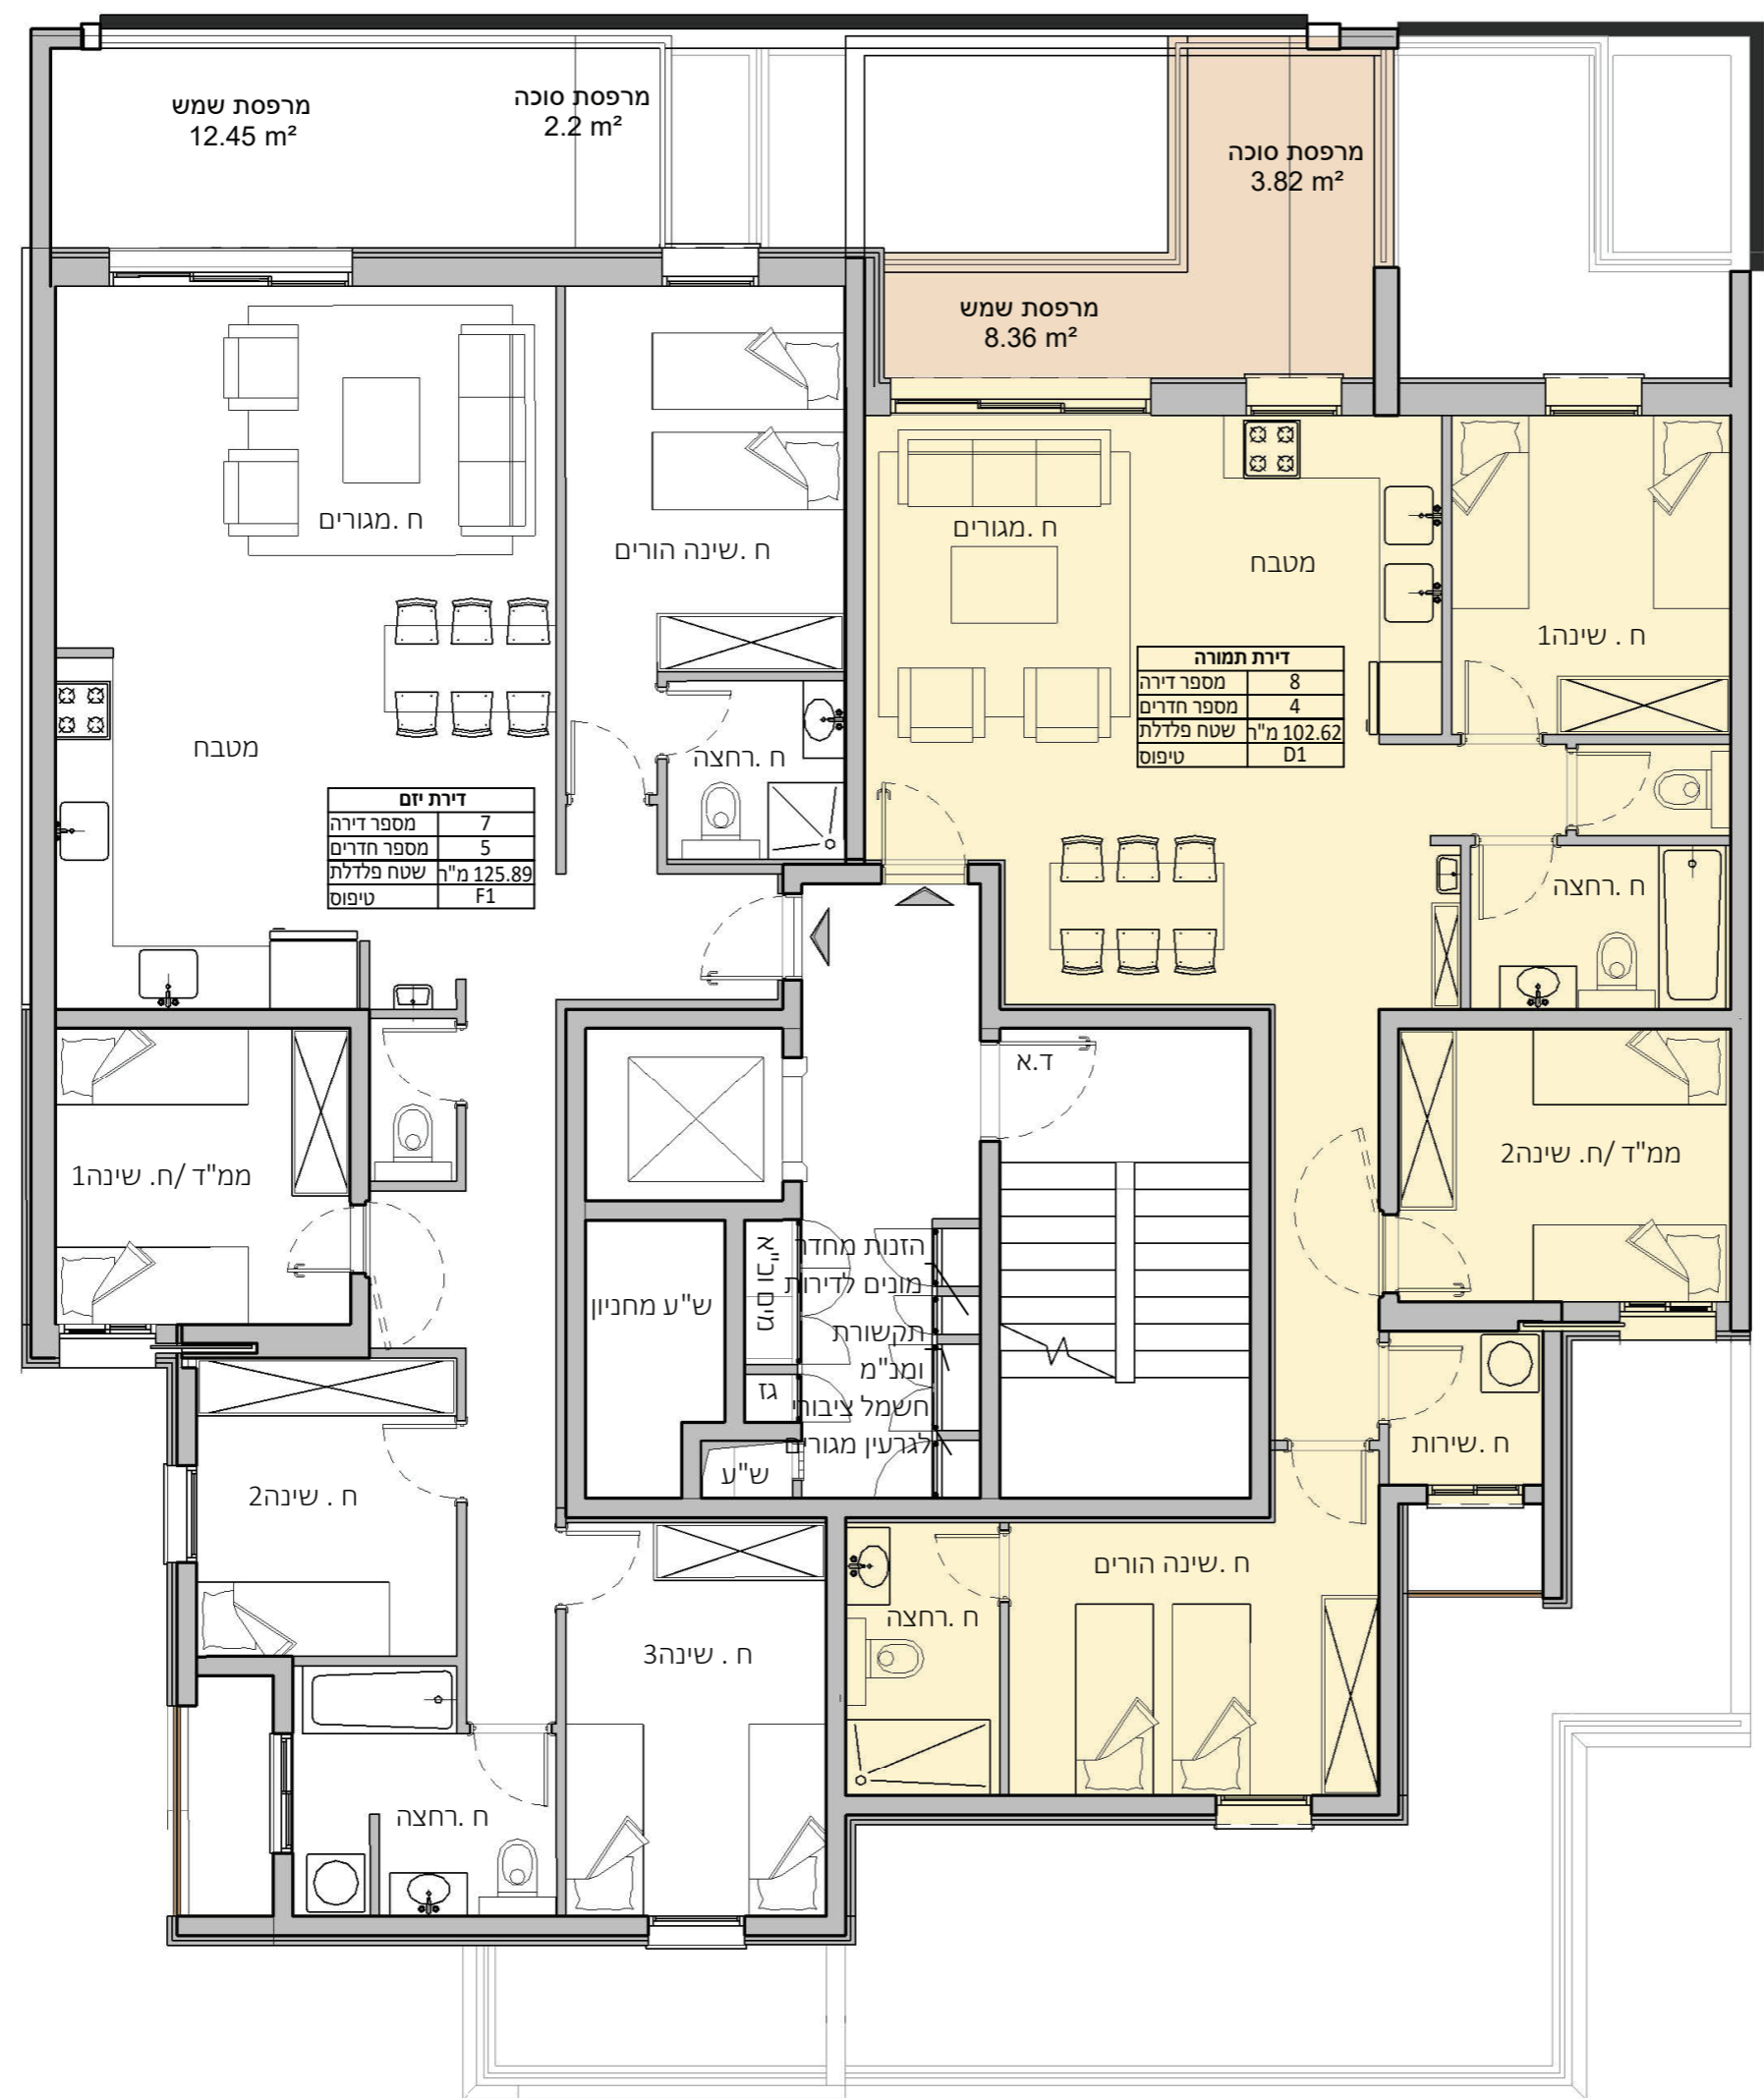 מרפסת שמש
12.45 m²
מרפסת סוכה
2.2 m²
מרפסת סוכה
3.82 m²
מרפסת שמש
8.36 m²
ח .מגורים
ח .שינה הורים
ח .מגורים
מטבח
ח . שינה1
דירת תמורה
מספר דירה 8
מספר חדרים 4
שטח פלדלת 102.62 מ"ר
טיפוס D1
מטבח
ח .רחצה
דירת יזם
מספר דירה 7
מספר חדרים 5
שטח פלדלת 125.89 מ"ר
טיפוס F1
ח .רחצה
ד.א
ממ"ד /ח. שינה1
ממ"ד /ח. שינה2
ש"ע מחניון
מים וכ"א
גז
ש"ע
הזנות מחדר
מונים לדירות
תקשורת
ומנ"מ
חשמל ציבורי
לגרעין מגורים
ח .שירות
ח . שינה2
ח . שינה3
ח .רחצה
ח .שינה הורים
ח .רחצה